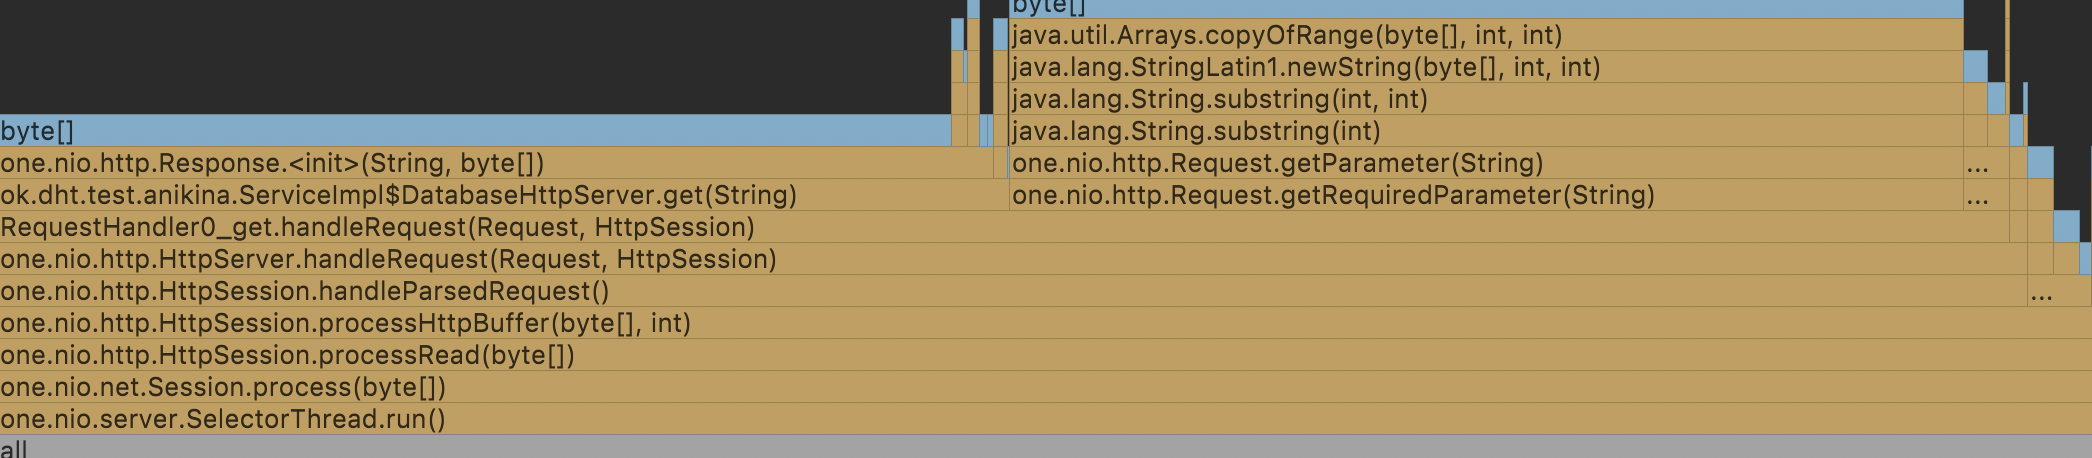 byte[]
java.util.Arrays.copyOfRange(byte[], int, int)
java.lang.StringLatin1.newString(byte[], int, int)
java.lang.String.substring(int, int)
byte[] java.lang.String.substring(int)
one.nio.http.Response.<init>(String, byte[]) one.nio.http.Request.getParameter(String) ...
ok.dht.test.anikina.ServiceImpl$DatabaseHttpServer.get(String) one.nio.http.Request.getRequiredParameter(String) ...
RequestHandler0_get.handleRequest(Request, HttpSession)
one.nio.http.HttpServer.handleRequest(Request, HttpSession)
one.nio.http.HttpSession.handleParsedRequest() ...
one.nio.http.HttpSession.processHttpBuffer(byte[], int)
one.nio.http.HttpSession.processRead(byte[])
one.nio.net.Session.process(byte[])
one.nio.server.SelectorThread.run()
all